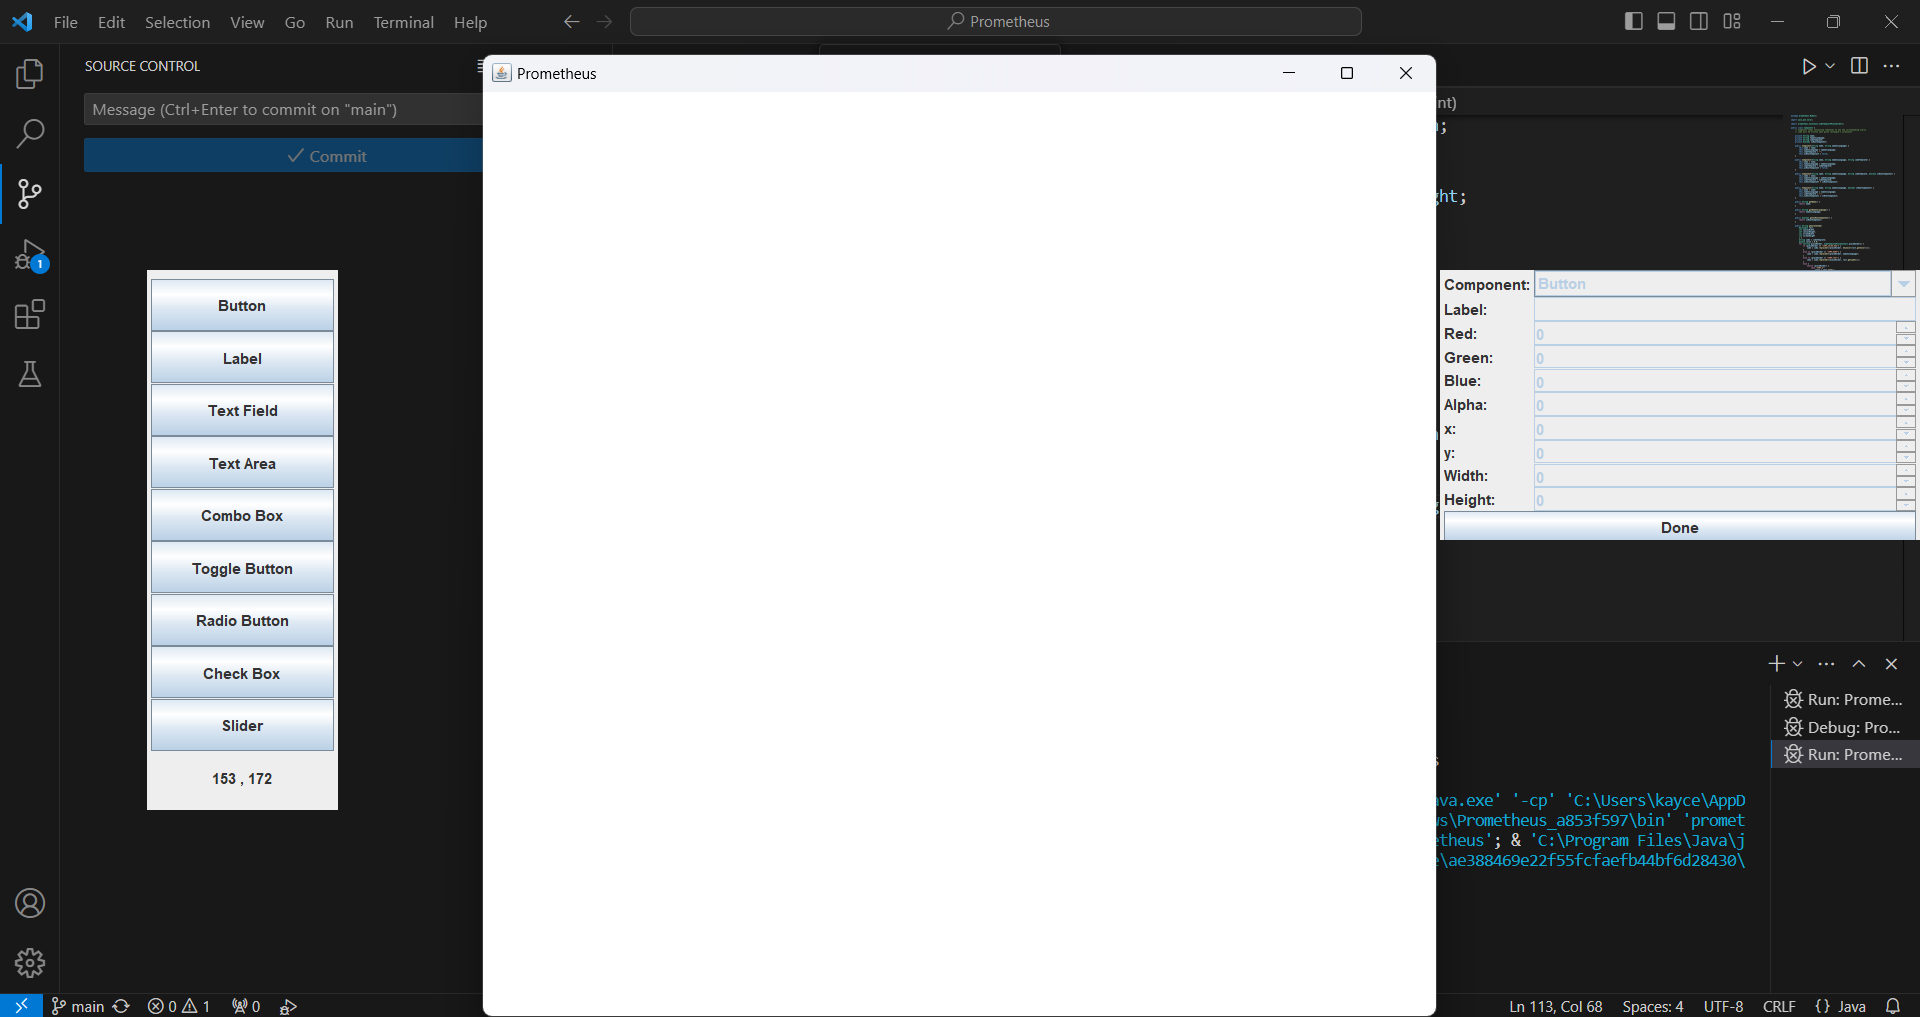 File Edit Selection View Go Run Terminal Help
Prometheus
SOURCE CONTROL
Message (Ctrl+Enter to commit on "main")
Commit
1
Button
Label
Text Field
Text Area
Combo Box
Toggle Button
Radio Button
Check Box
Slider
153 , 172
Prometheus
nt)
;
ht;
Component: Button
Label:
Red: 0
Green: 0
Blue: 0
Alpha: 0
x: 0
y: 0
Width: 0
Height: 0
Done
Run: Prome...
Debug: Pro...
Run: Prome...
s
ava.exe' '-cp' 'C:\Users\kayce\AppD
us\Prometheus_a853f597\bin' 'promet
etheus'; & 'C:\Program Files\Java\j
e\ae388469e22f55fcfaefb44bf6d28430\
main 0 1 0
Ln 113, Col 68 Spaces: 4 UTF-8 CRLF {} Java